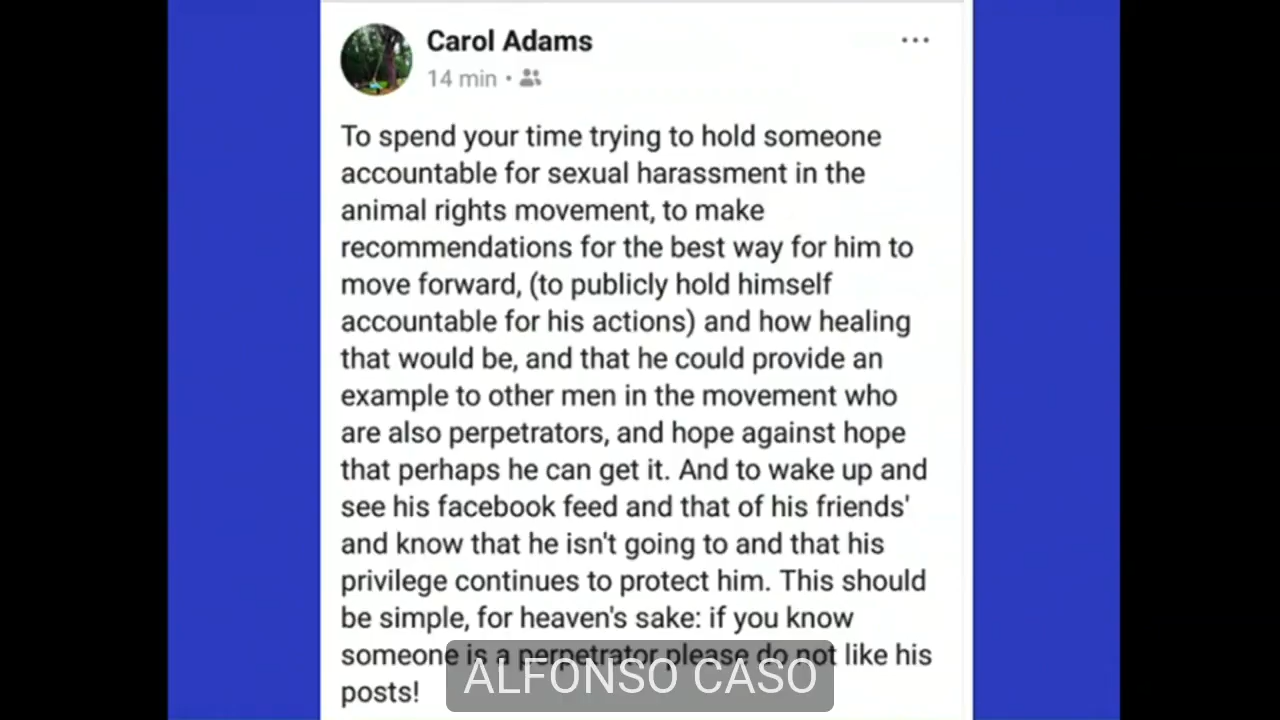 Carol Adams
14 min
To spend your time trying to hold someone
accountable for sexual harassment in the
animal rights movement, to make
recommendations for the best way for him to
move forward, (to publicly hold himself
accountable for his actions) and how healing
that would be, and that he could provide an
example to other men in the movement who
are also perpetrators, and hope against hope
that perhaps he can get it. And to wake up and
see his facebook feed and that of his friends'
and know that he isn't going to and that his
privilege continues to protect him. This should
be simple, for heaven's sake: if you know
someone is a perpetrator please do not like his
posts!
ALFONSO CASO